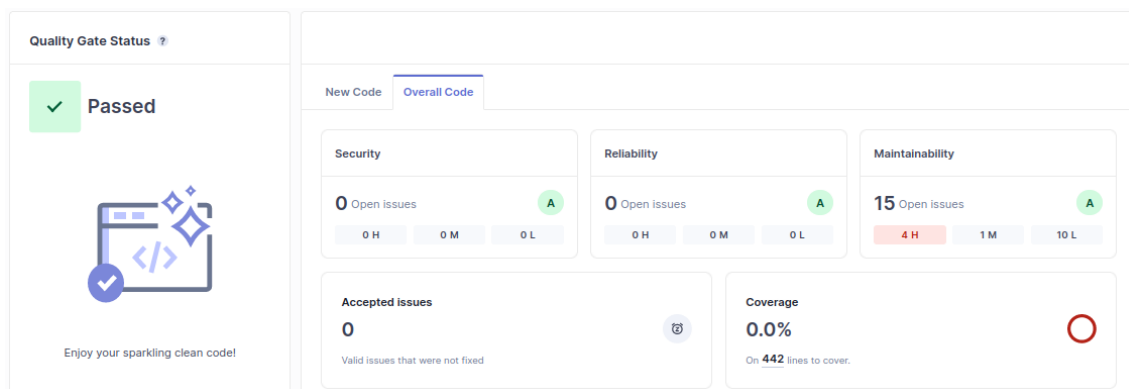 Quality Gate Status ?
Passed
Enjoy your sparkling clean code!
New Code Overall Code
Security
0 Open issues A
0 H 0 M 0 L
Reliability
0 Open issues A
0 H 0 M 0 L
Maintainability
15 Open issues A
4 H 1 M 10 L
Accepted issues
0
Valid issues that were not fixed
Coverage
0.0%
On 442 lines to cover.